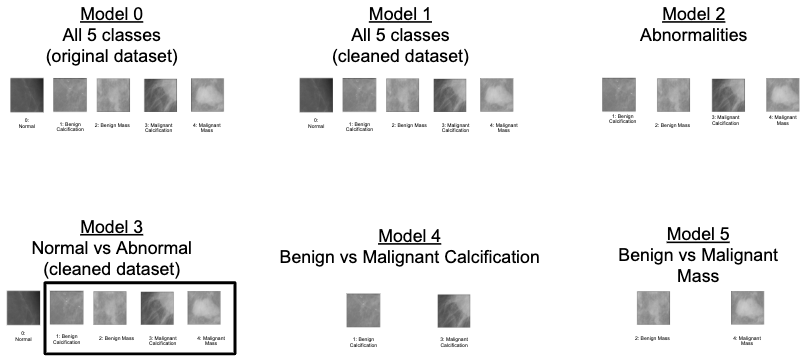 Model 0
All 5 classes
(original dataset)
0:
Normal
1: Benign
Calcification
2: Benign Mass
3: Malignant
Calcification
4: Malignant
Mass
Model 1
All 5 classes
(cleaned dataset)
0:
Normal
1: Benign
Calcification
2: Benign Mass
3: Malignant
Calcification
4: Malignant
Mass
Model 2
Abnormalities
1: Benign
Calcification
2: Benign Mass
3: Malignant
Calcification
4: Malignant
Mass
Model 3
Normal vs Abnormal
(cleaned dataset)
0:
Normal
1: Benign
Calcification
2: Benign Mass
3: Malignant
Calcification
4: Malignant
Mass
Model 4
Benign vs Malignant Calcification
1: Benign
Calcification
3: Malignant
Calcification
Model 5
Benign vs Malignant
Mass
2: Benign Mass
4: Malignant
Mass